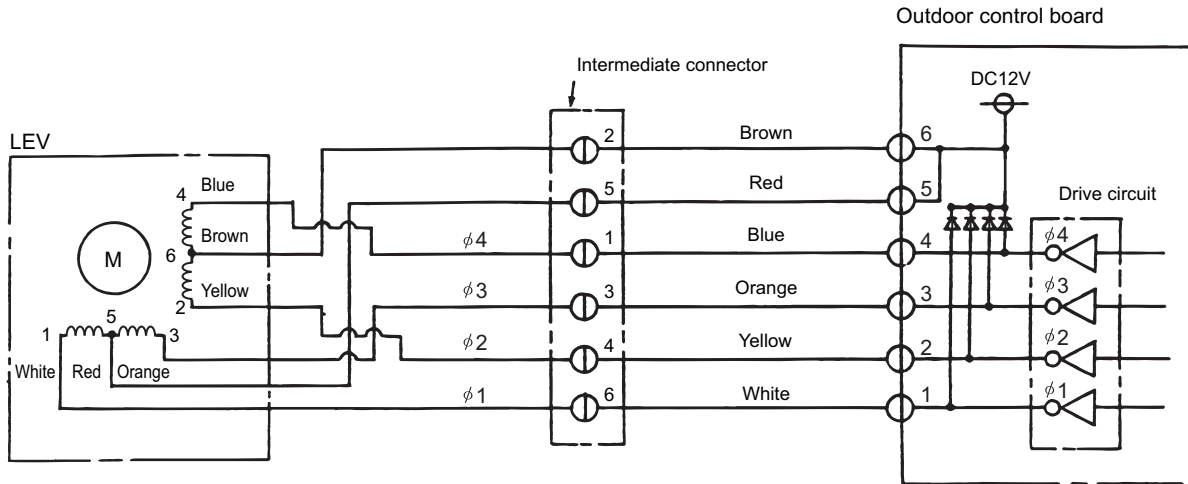 Outdoor control board
Intermediate connector
DC12V
LEV
2
Brown
6
5
Red
5
Drive circuit
4
Blue
Brown
6
Yellow
2
M
ϕ4
1
Blue
4
ϕ4
ϕ3
3
Orange
3
ϕ3
1
5
3
ϕ2
4
Yellow
2
ϕ2
White
Red
Orange
ϕ1
6
White
1
ϕ1